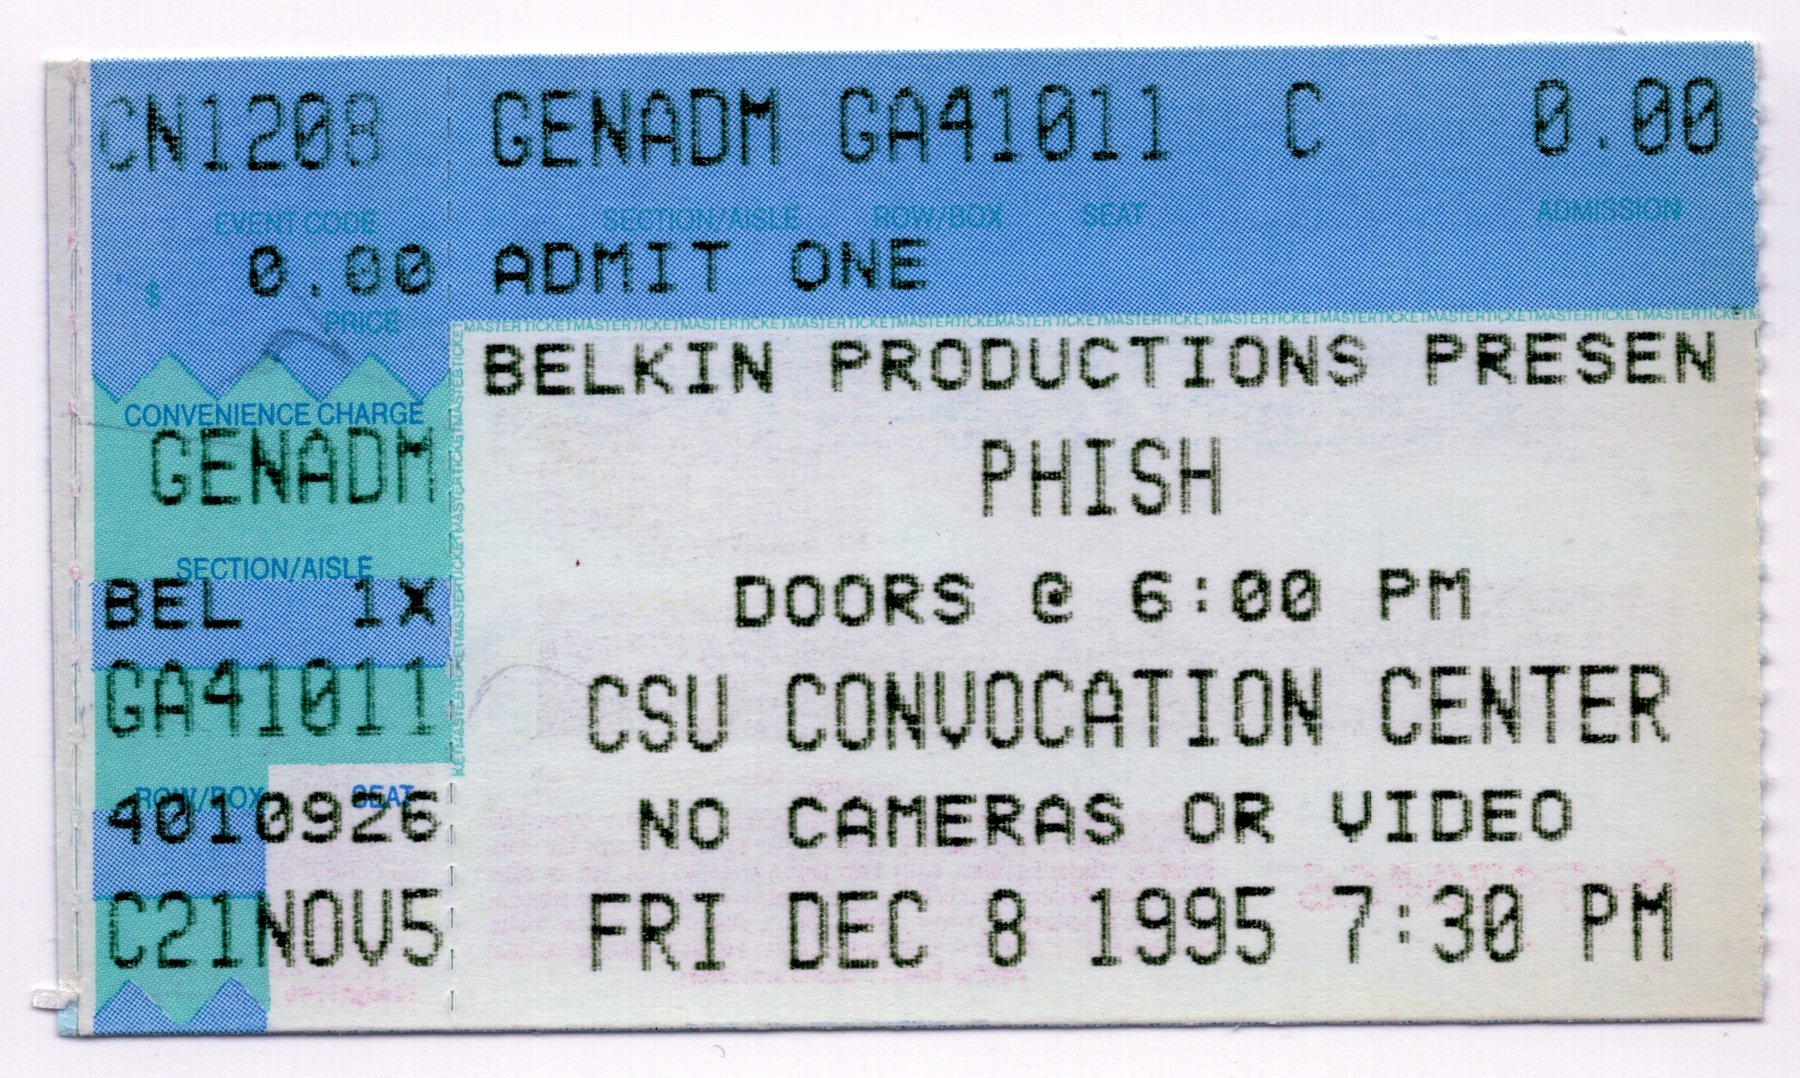 CN1208
EVENT CODE
$ 0.00
PRICE
CONVENIENCE CHARGE
GENADM
SECTION/AISLE
BEL 1X
GA41011
ROW/BOX SEAT
4010926
C21NOV5
GENADM GA41011 C 0.00
SECTION/AISLE ROW/BOX SEAT ADMISSION
ADMIT ONE
MASTERTICKETMASTERTICKETMASTERTICKETMASTERTICKETMASTERTICKETMASTERTICKETMASTERTICKETMASTERTICKETMASTERTICKETMASTERTICKETMASTERTICKETMASTERTICKET
BELKIN PRODUCTIONS PRESEN
PHISH
DOORS @ 6:00 PM
CSU CONVOCATION CENTER
NO CAMERAS OR VIDEO
FRI DEC 8 1995 7:30 PM